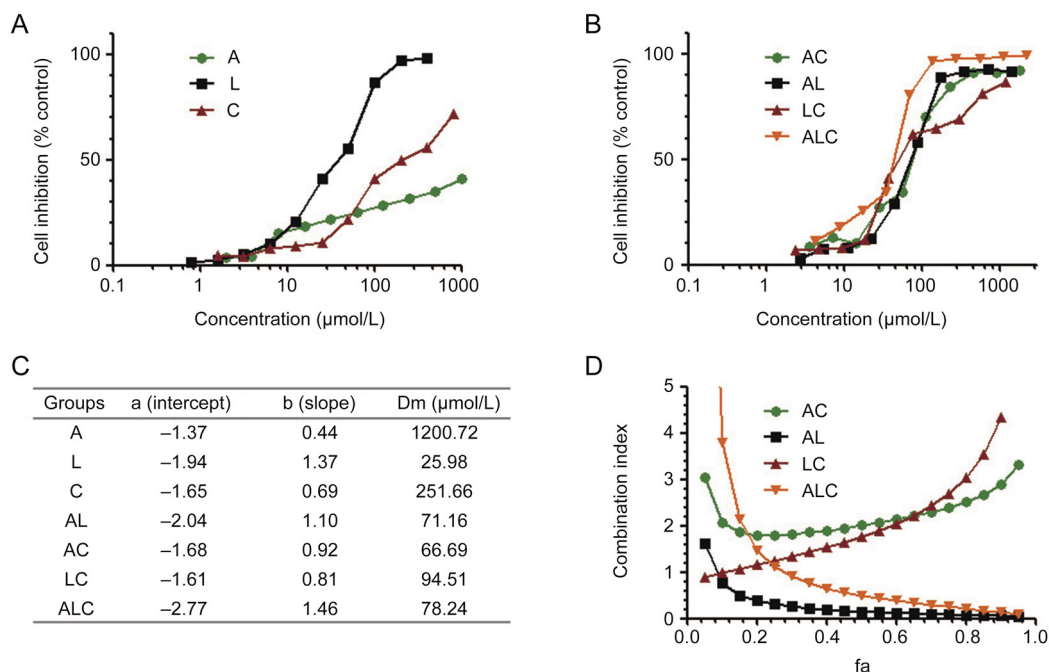 A
B
100
50
0
Cell inhibition (% control)
A
L
C
0.1
1
10
100
1000
Concentration (μmol/L)
100
50
0
Cell inhibition (% control)
AC
AL
LC
ALC
0.1
1
10
100
1000
Concentration (μmol/L)
C
Groups a (intercept) b (slope) Dm (μmol/L)
A –1.37 0.44 1200.72
L –1.94 1.37 25.98
C –1.65 0.69 251.66
AL –2.04 1.10 71.16
AC –1.68 0.92 66.69
LC –1.61 0.81 94.51
ALC –2.77 1.46 78.24
D
5
4
3
2
1
0
Combination index
AC
AL
LC
ALC
0.0
0.2
0.4
0.6
0.8
1.0
fa